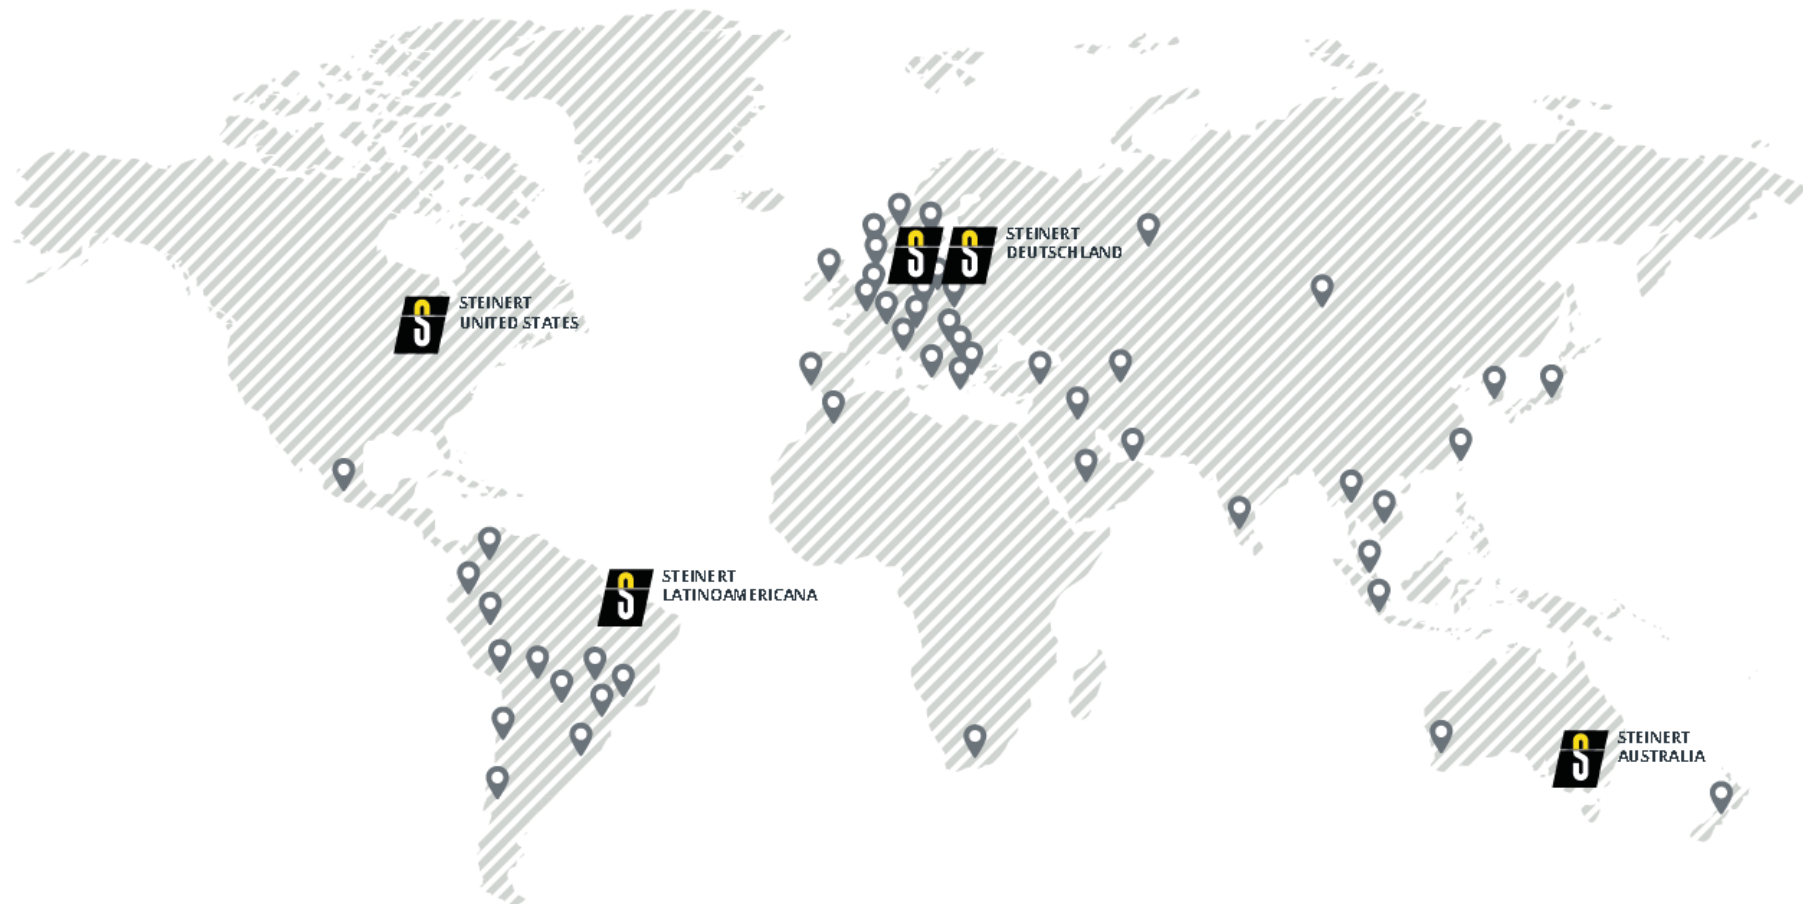 STEINERT
DEUTSCHLAND
STEINERT
UNITED STATES
STEINERT
LATINOAMERICANA
STEINERT
AUSTRALIA